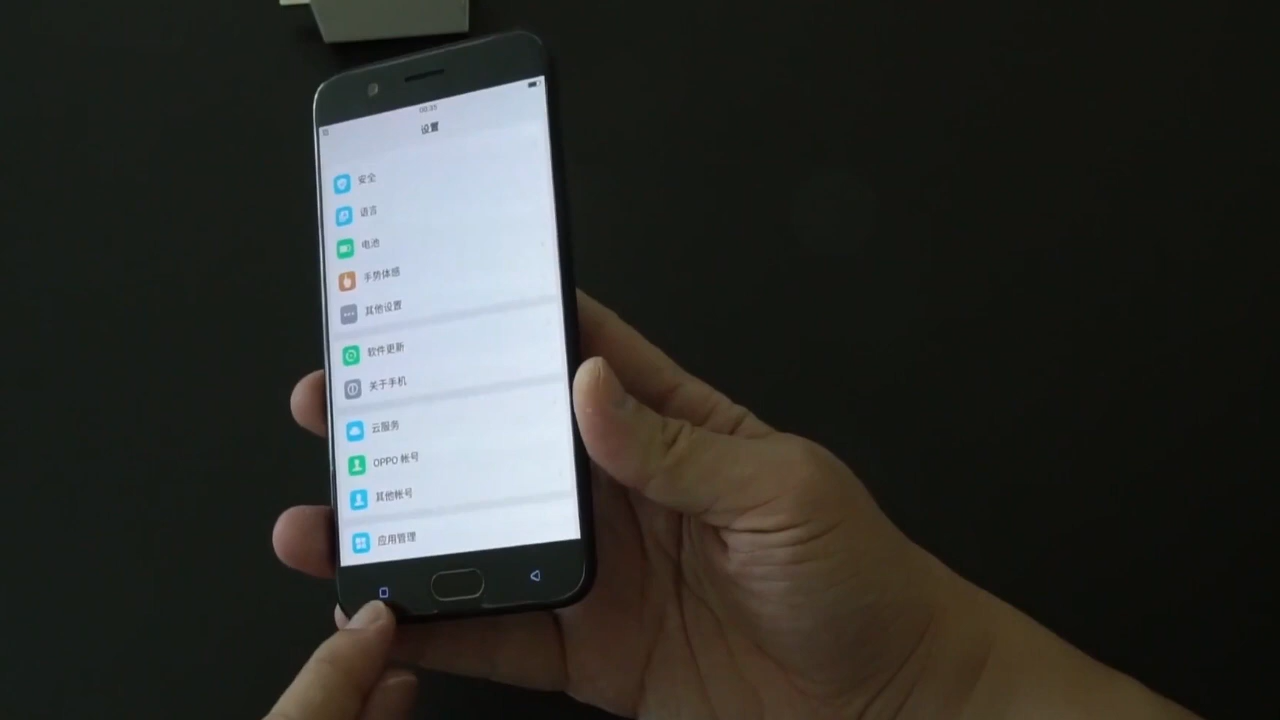 设置
安全
语言
电池
手势体感
其他设置
软件更新
关于手机
云服务
OPPO 帐号
其他帐号
应用管理